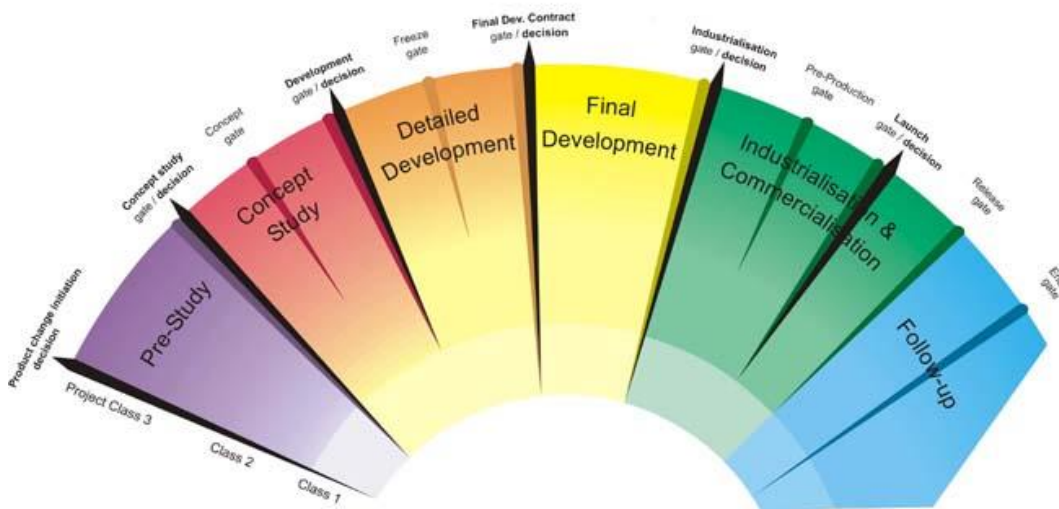 Product change initiation
decision
Concept study
gate / decision
Concept
gate
Development
gate / decision
Freeze
gate
Final Dev. Contract
gate / decision
Industrialisation
gate / decision
Pre-Production
gate
Launch
gate / decision
Release
gate
gate
Pre-Study
Concept
Study
Detailed
Development
Final
Development
Industrialisation &
Commercialisation
Follow-up
Project Class 3
Class 2
Class 1